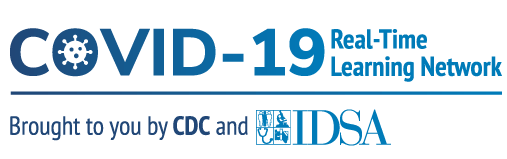 COVID-19 Real-Time
Learning Network
Brought to you by CDC and IDSA